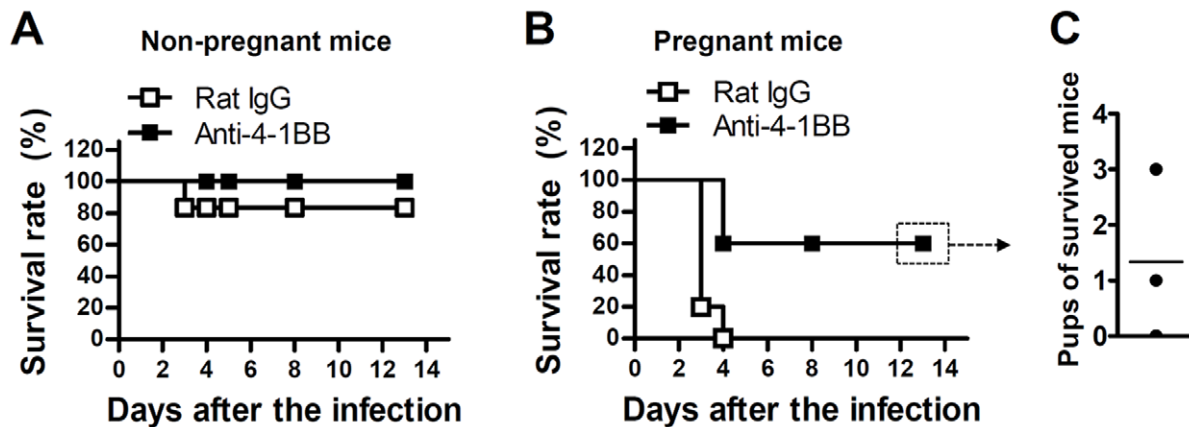 A
Non-pregnant mice
Rat IgG
Anti-4-1BB
Survival rate (%)
120
100
80
60
40
20
0
0 2 4 6 8 10 12 14
Days after the infection
B
Pregnant mice
Rat IgG
Anti-4-1BB
Survival rate (%)
120
100
80
60
40
20
0
0 2 4 6 8 10 12 14
Days after the infection
C
Pups of survived mice
4
3
2
1
0